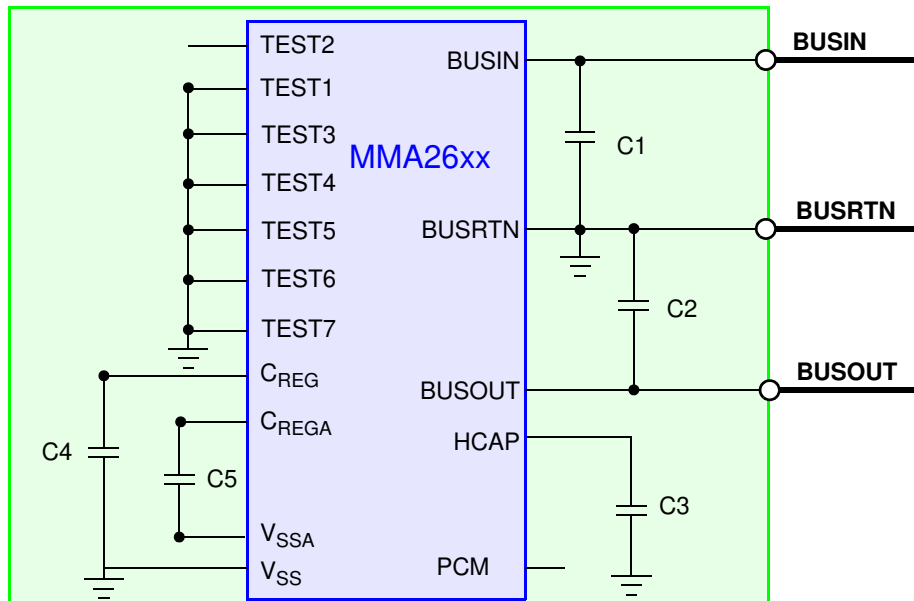 TEST2
TEST1
TEST3
TEST4
TEST5
TEST6
TEST7
C4
CREG
CREGA
C5
VSSA
VSS
MMA26xx
BUSIN
BUSRTN
BUSOUT
HCAP
PCM
C1
C2
C3
BUSIN
BUSRTN
BUSOUT